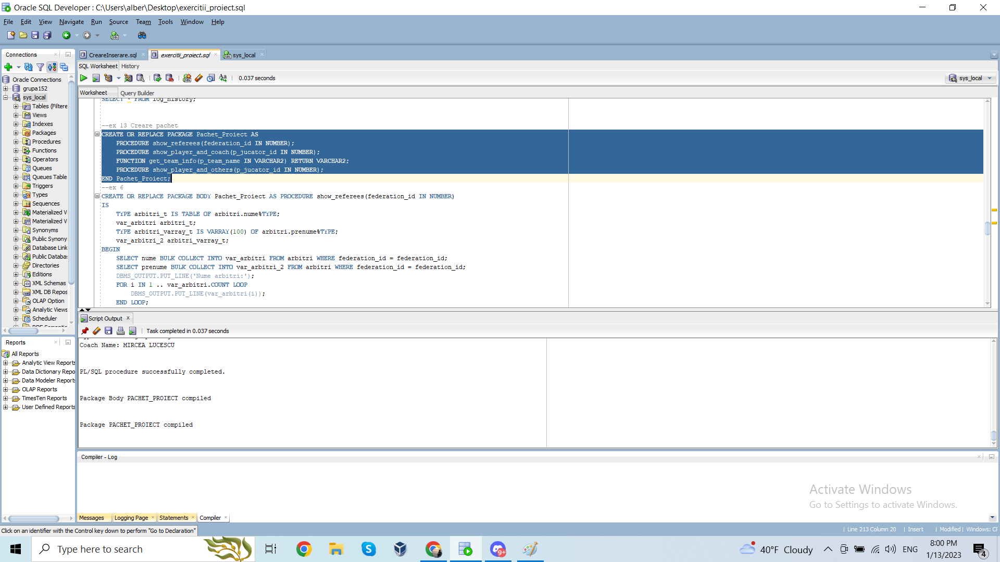 Oracle SQL Developer : C:\Users\alber\Desktop\exercitii_proiect.sql
File Edit View Navigate Run Source Team Tools Window Help
Connections
Oracle Connections
grupa152
sys_local
Tables (Filtere
Views
Indexes
Packages
Procedures
Functions
Operators
Queues
Queues Table
Triggers
Types
Sequences
Materialized V
Materialized V
Synonyms
Public Synony
Database Link
Public Databa
Directories
Editions
XML Schemas
XML DB Repos
OLAP Option
Analytic Views
Scheduler
Reports
All Reports
Analytic View Reports
Data Dictionary Repo
Data Modeler Reports
OLAP Reports
TimesTen Reports
User Defined Reports
CreareInserare.sql exercitii_proiect.sql sys_local
SQL Worksheet History
0.037 seconds
sys_local
Worksheet Query Builder
SELECT * FROM log_history;
--ex 13 Creare pachet
CREATE OR REPLACE PACKAGE Pachet_Proiect AS
PROCEDURE show_referees(federation_id IN NUMBER);
PROCEDURE show_player_and_coach(p_jucator_id IN NUMBER);
FUNCTION get_team_info(p_team_name IN VARCHAR2) RETURN VARCHAR2;
PROCEDURE show_player_and_others(p_jucator_id IN NUMBER);
END Pachet_Proiect;
--ex 6
CREATE OR REPLACE PACKAGE BODY Pachet_Proiect AS PROCEDURE show_referees(federation_id IN NUMBER)
IS
TYPE arbitri_t IS TABLE OF arbitri.nume%TYPE;
var_arbitri arbitri_t;
TYPE arbitri_varray_t IS VARRAY(100) OF arbitri.prenume%TYPE;
var_arbitri_2 arbitri_varray_t;
BEGIN
SELECT nume BULK COLLECT INTO var_arbitri FROM arbitri WHERE federation_id = federation_id;
SELECT prenume BULK COLLECT INTO var_arbitri_2 FROM arbitri WHERE federation_id = federation_id;
DBMS_OUTPUT.PUT_LINE('Nume arbitri:');
FOR i IN 1 .. var_arbitri.COUNT LOOP
DBMS_OUTPUT.PUT_LINE(var_arbitri(i));
END LOOP;
Script Output
Task completed in 0.037 seconds
Coach Name: MIRCEA LUCESCU
PL/SQL procedure successfully completed.
Package Body PACHET_PROIECT compiled
Package PACHET_PROIECT compiled
Compiler - Log
Activate Windows
Go to Settings to activate Windows.
Messages Logging Page Statements Compiler
Click on an identifier with the Control key down to perform "Go to Declaration"
Line 213 Column 20 Insert Modified Windows: CF
Type here to search
9+
40°F Cloudy
ENG
8:00 PM
1/13/2023
4